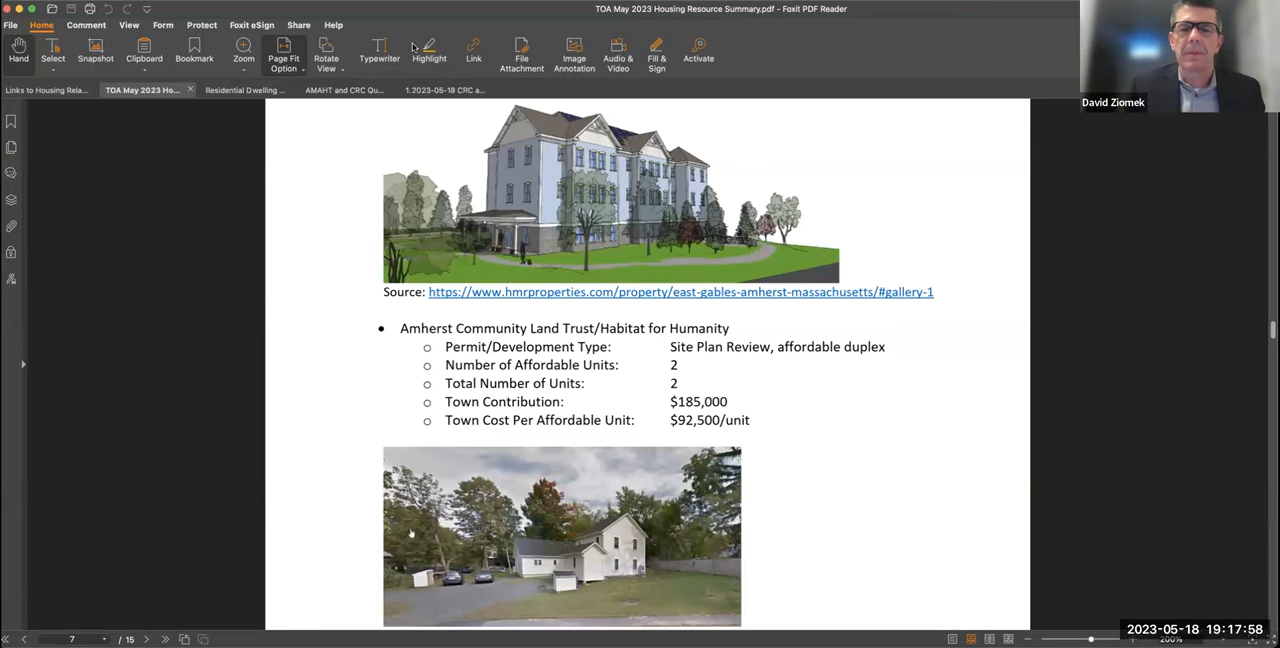 TOA May 2023 Housing Resource Summary.pdf - Foxit PDF Reader
File Home Comment View Form Protect Foxit eSign Share Help
Hand Select Snapshot Clipboard Bookmark Zoom Page Fit Option Rotate View Typewriter Highlight Link File Attachment Image Annotation Audio & Video Fill & Sign Activate
Links to Housing Rela... TOA May 2023 Ho... Residential Dwelling ... AMAHT and CRC Qu... 1.2023-05-18 CRC a...
David Ziomek
Source: https://www.hmrproperties.com/property/east-gables-amherst-massachusetts/#gallery-1
• Amherst Community Land Trust/Habitat for Humanity
○ Permit/Development Type: Site Plan Review, affordable duplex
○ Number of Affordable Units: 2
○ Total Number of Units: 2
○ Town Contribution: $185,000
○ Town Cost Per Affordable Unit: $92,500/unit
2023-05-18 19:17:58
7 / 15 200%